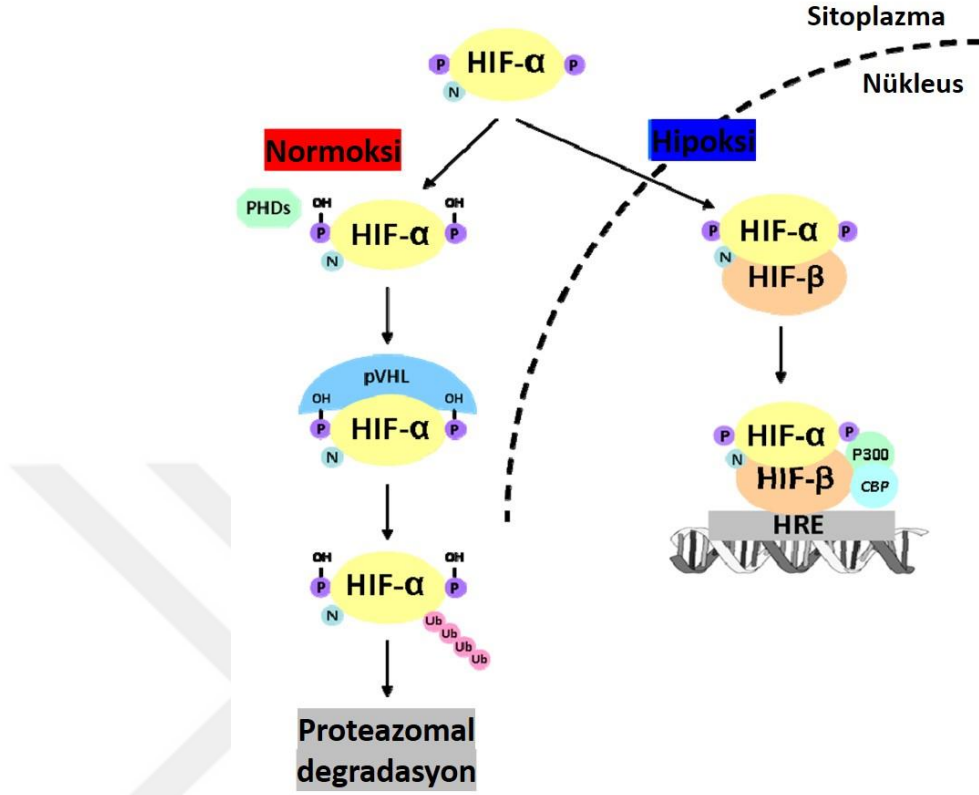 Sitoplazma
Nükleus
HIF-α
P
P
N
Normoksi
Hipoksi
PHDs
OH
OH
P
HIF-α
P
N
P
HIF-α
P
N
HIF-β
pVHL
OH
OH
P
HIF-α
P
N
P
HIF-α
P
N
HIF-β
P300
CBP
HRE
OH
OH
P
HIF-α
P
N
Ub
Ub
Ub
Ub
Proteazomal
degradasyon